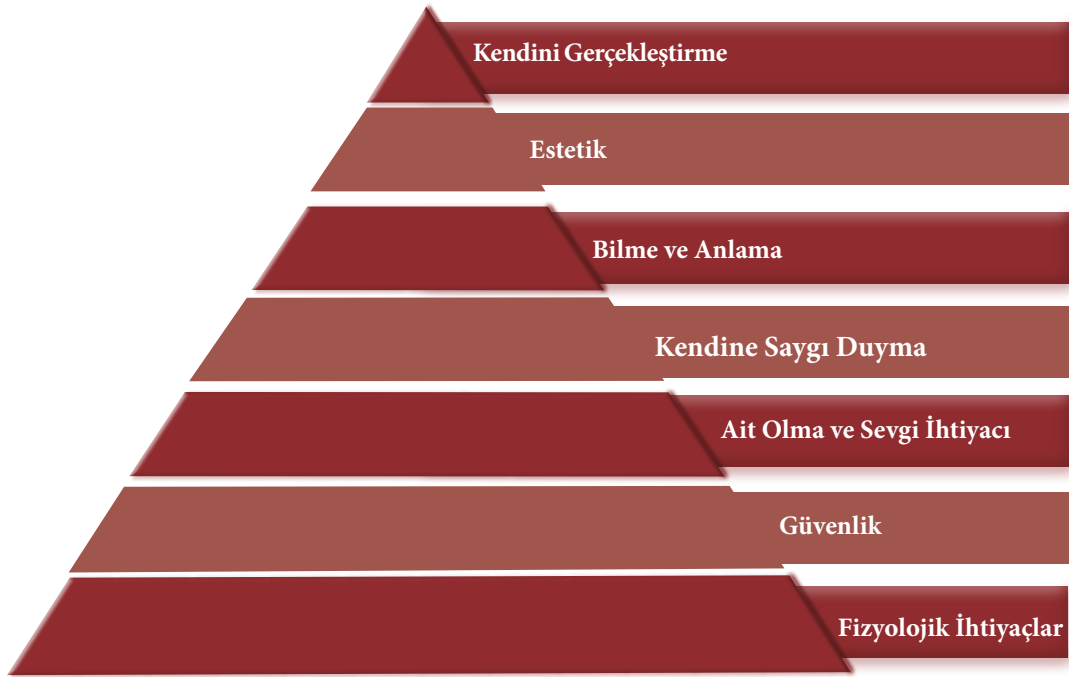 Kendini Gerçekleştirme
Estetik
Bilme ve Anlama
Kendine Saygı Duyma
Ait Olma ve Sevgi İhtiyacı
Güvenlik
Fizyolojik İhtiyaçlar